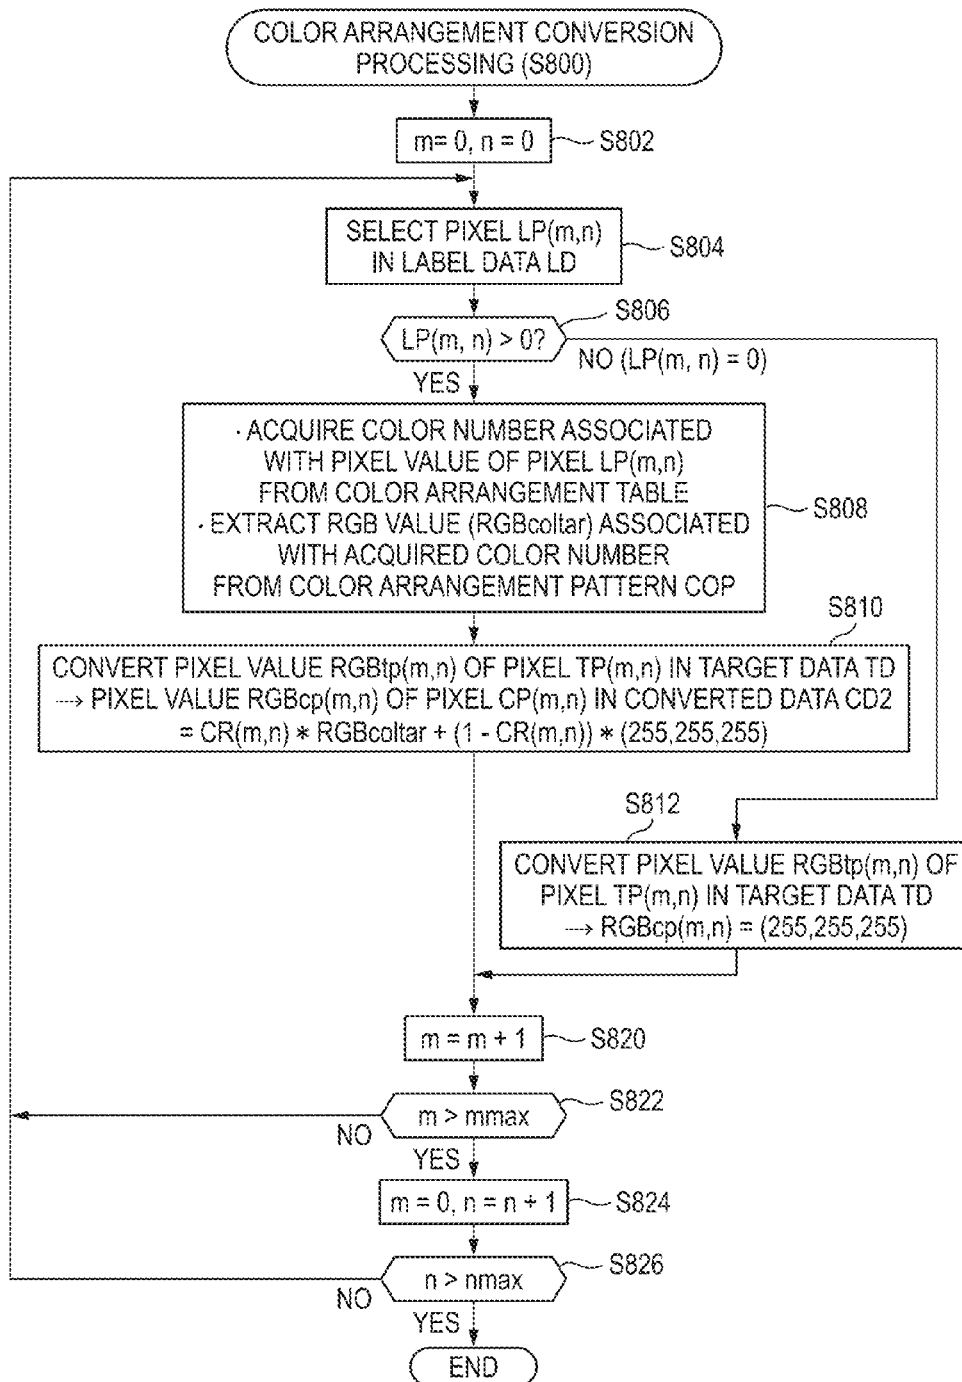 COLOR ARRANGEMENT CONVERSION
PROCESSING (S800)
m= 0, n = 0
S802
SELECT PIXEL LP(m,n)
IN LABEL DATA LD
S804
LP(m, n) > 0?
S806
NO (LP(m, n) = 0)
YES
· ACQUIRE COLOR NUMBER ASSOCIATED
WITH PIXEL VALUE OF PIXEL LP(m,n)
FROM COLOR ARRANGEMENT TABLE
· EXTRACT RGB VALUE (RGBcoltar) ASSOCIATED
WITH ACQUIRED COLOR NUMBER
FROM COLOR ARRANGEMENT PATTERN COP
S808
S810
CONVERT PIXEL VALUE RGBtp(m,n) OF PIXEL TP(m,n) IN TARGET DATA TD
→ PIXEL VALUE RGBcp(m,n) OF PIXEL CP(m,n) IN CONVERTED DATA CD2
= CR(m,n) * RGBcoltar + (1 - CR(m,n)) * (255,255,255)
S812
CONVERT PIXEL VALUE RGBtp(m,n) OF
PIXEL TP(m,n) IN TARGET DATA TD
→ RGBcp(m,n) = (255,255,255)
m = m + 1
S820
m > mmax
S822
NO
YES
m = 0, n = n + 1
S824
n > nmax
S826
NO
YES
END